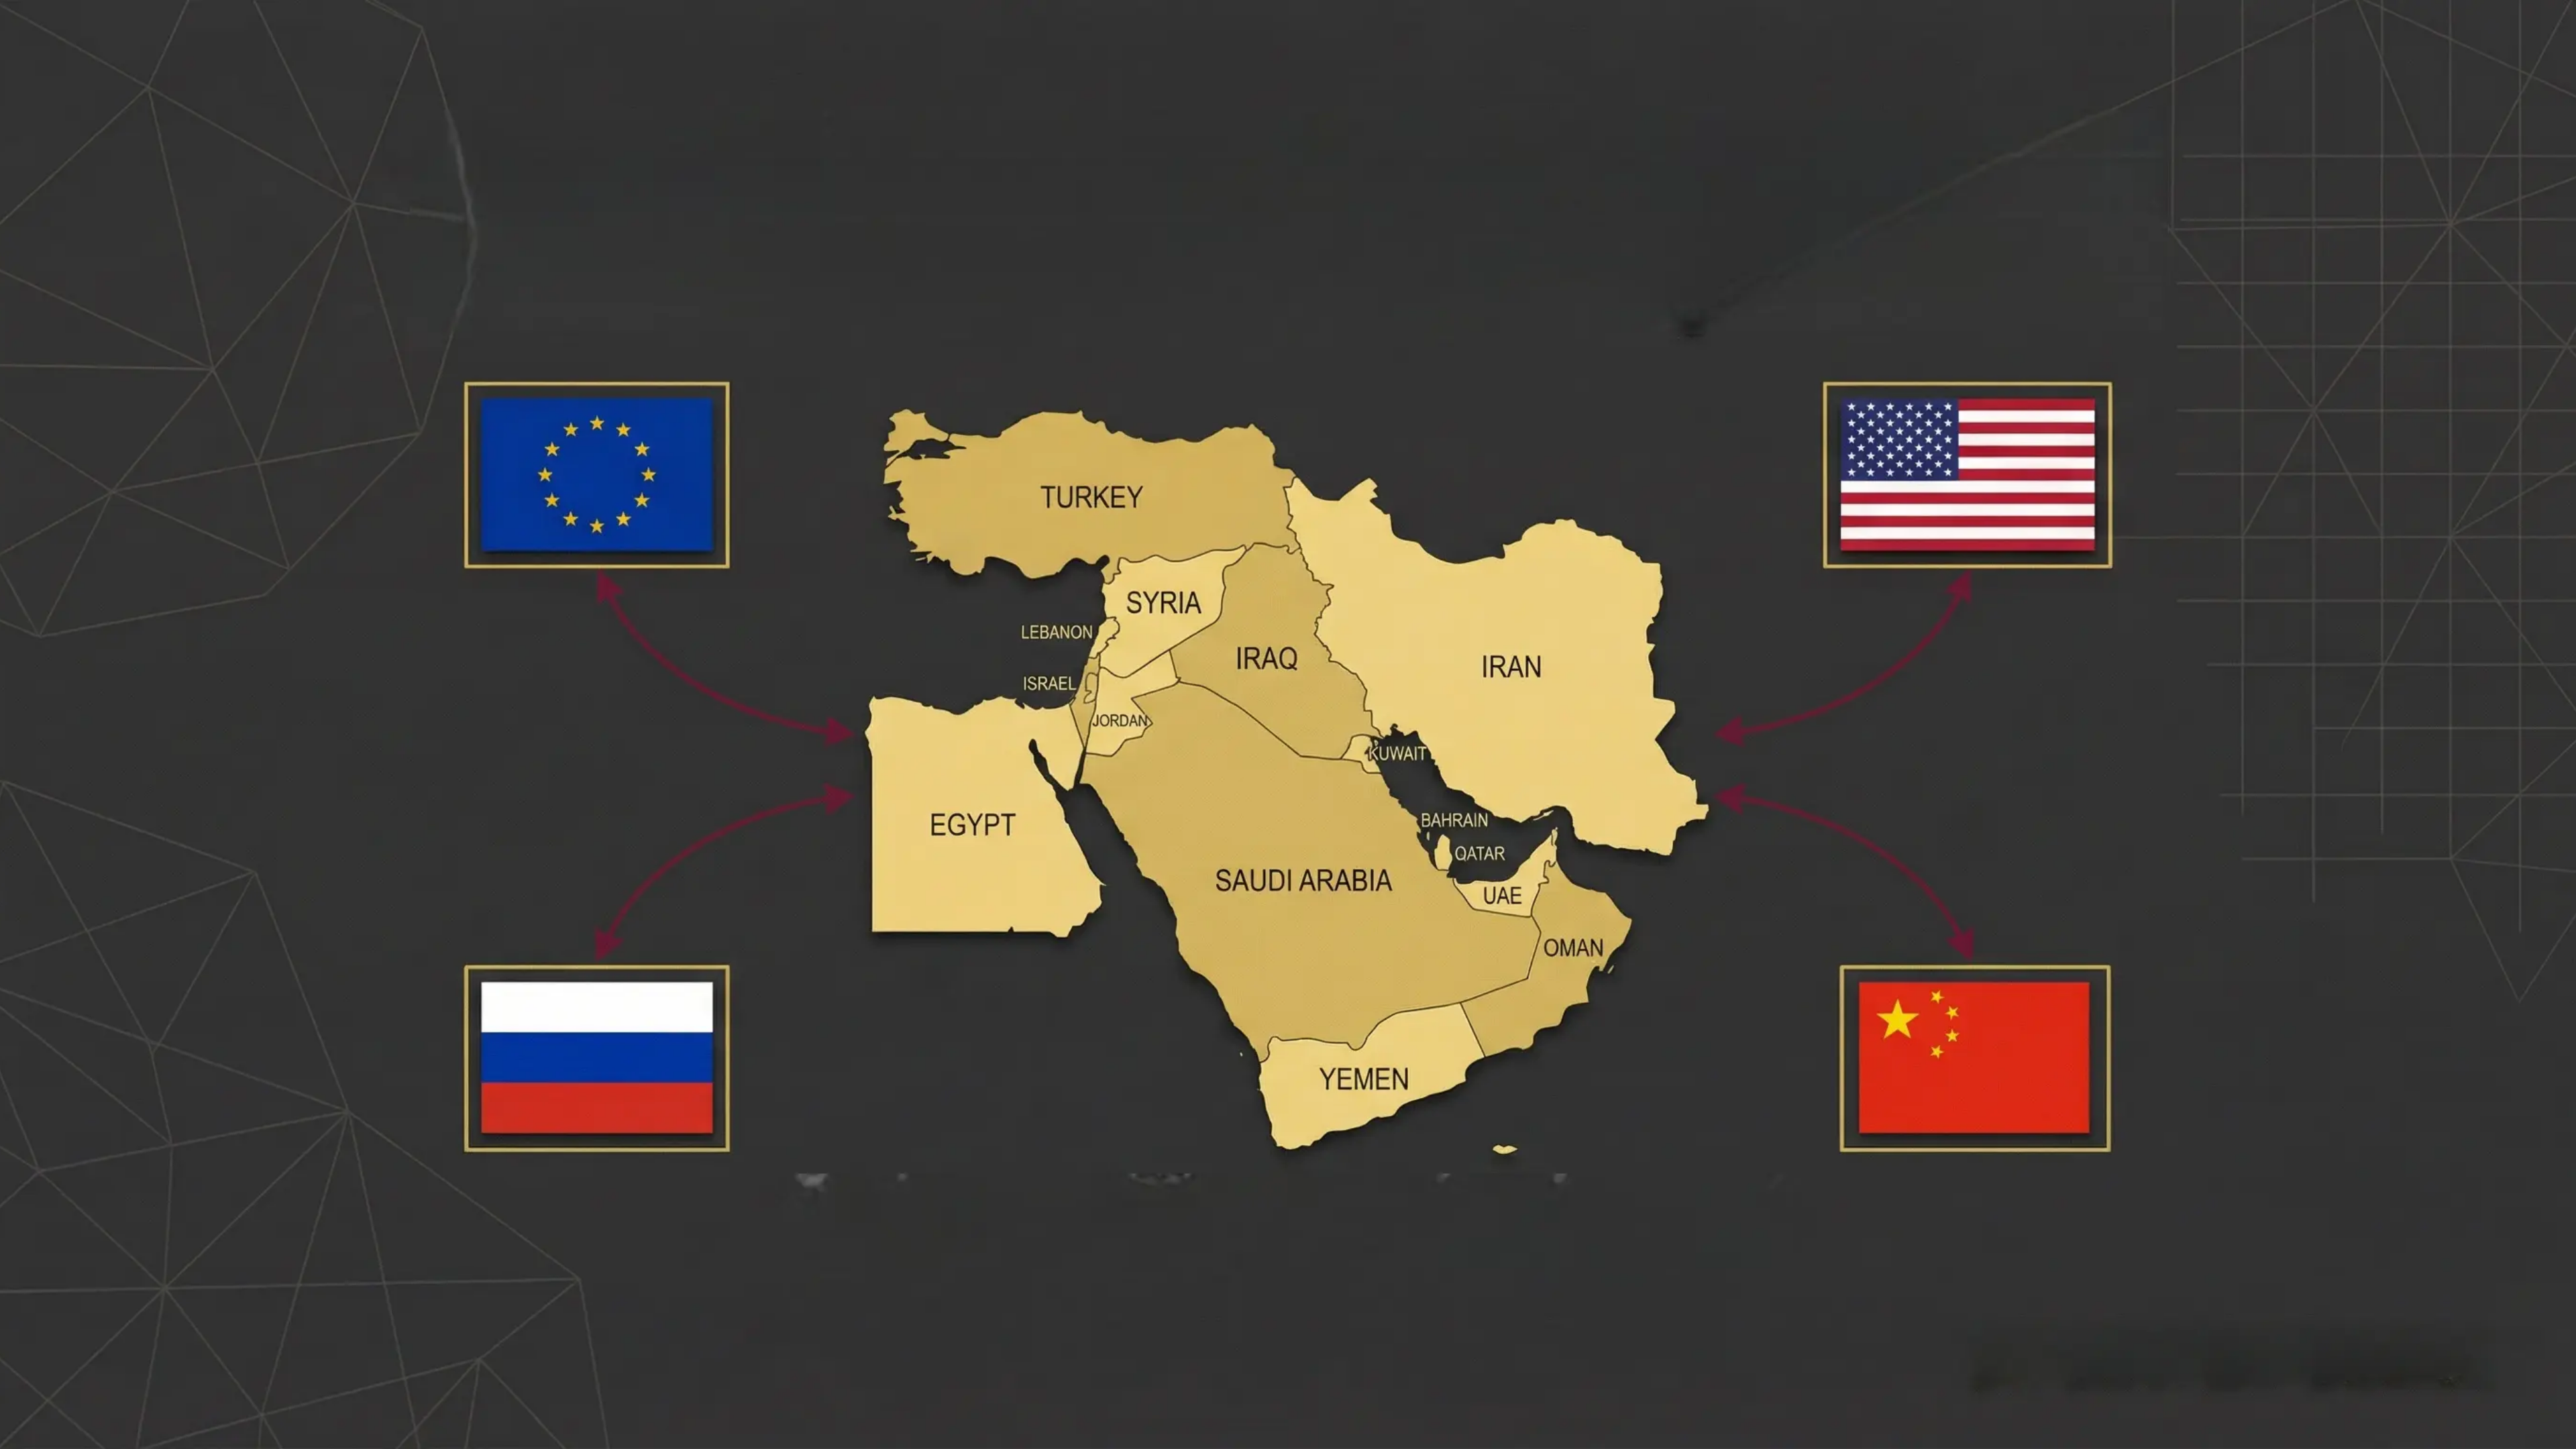 TURKEY
SYRIA
LEBANON
IRAQ
IRAN
ISRAEL
JORDAN
KUWAIT
EGYPT
BAHRAIN
QATAR
SAUDI ARABIA
UAE
OMAN
YEMEN